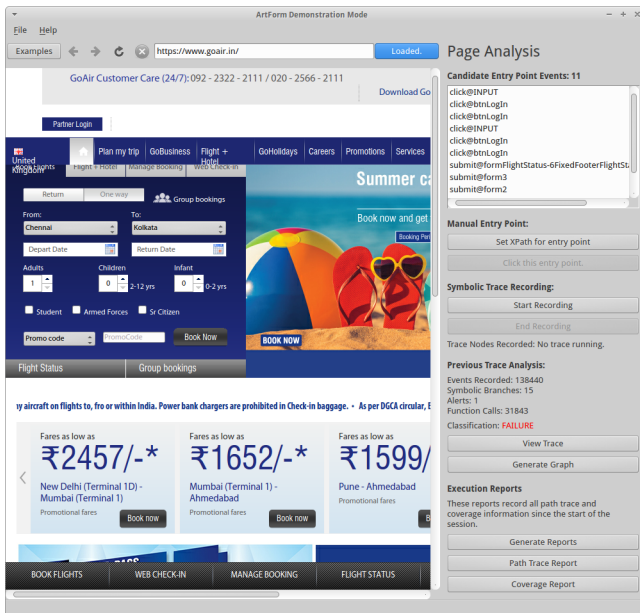 ArtForm Demonstration Mode
File Help
Examples https://www.goair.in/ Loaded.
GoAir Customer Care (24/7): 092 - 2322 - 2111 / 020 - 2566 - 2111
Download Go
Partner Login
United Kingdom
Plan my trip GoBusiness Flight + Hotel GoHolidays Careers Promotions Services
Flight + Hotel Manage Booking Web Check-in
Return One way Group bookings
From: To:
Chennai Kolkata
Depart Date Return Date
Adults Children Infant
1 0 2-12 yrs 0 0-2 yrs
Student Armed Forces Sr Citizen
Promo code PromoCode Book Now
Summer ca
Book now and get
Booking Peri
BOOK NOW
Flight Status Group bookings
ny aircraft on flights to, fro or within India. Power bank chargers are prohibited in Check-in baggage. • As per DGCA circular, E
Fares as low as
₹2457/-*
New Delhi (Terminal 1D) -
Mumbai (Terminal 1)
Promotional fares
Book now
Fares as low as
₹1652/-*
Mumbai (Terminal 1) -
Ahmedabad
Promotional fares
Book now
Fares as low as
₹1599/
Pune - Ahmedabad
Promotional fares
B
BOOK FLIGHTS WEB CHECK-IN MANAGE BOOKING FLIGHT STATUS
Page Analysis
Candidate Entry Point Events: 11
click@INPUT
click@btnLogIn
click@btnLogIn
click@INPUT
click@btnLogIn
click@btnLogIn
submit@formFlightStatus-6FixedFooterFlightSta
submit@form3
submit@form2
Manual Entry Point:
Set XPath for entry point
Click this entry point.
Symbolic Trace Recording:
Start Recording
End Recording
Trace Nodes Recorded: No trace running.
Previous Trace Analysis:
Events Recorded: 138440
Symbolic Branches: 15
Alerts: 1
Function Calls: 31843
Classification: FAILURE
View Trace
Generate Graph
Execution Reports
These reports record all path trace and
coverage information since the start of the
session.
Generate Reports
Path Trace Report
Coverage Report